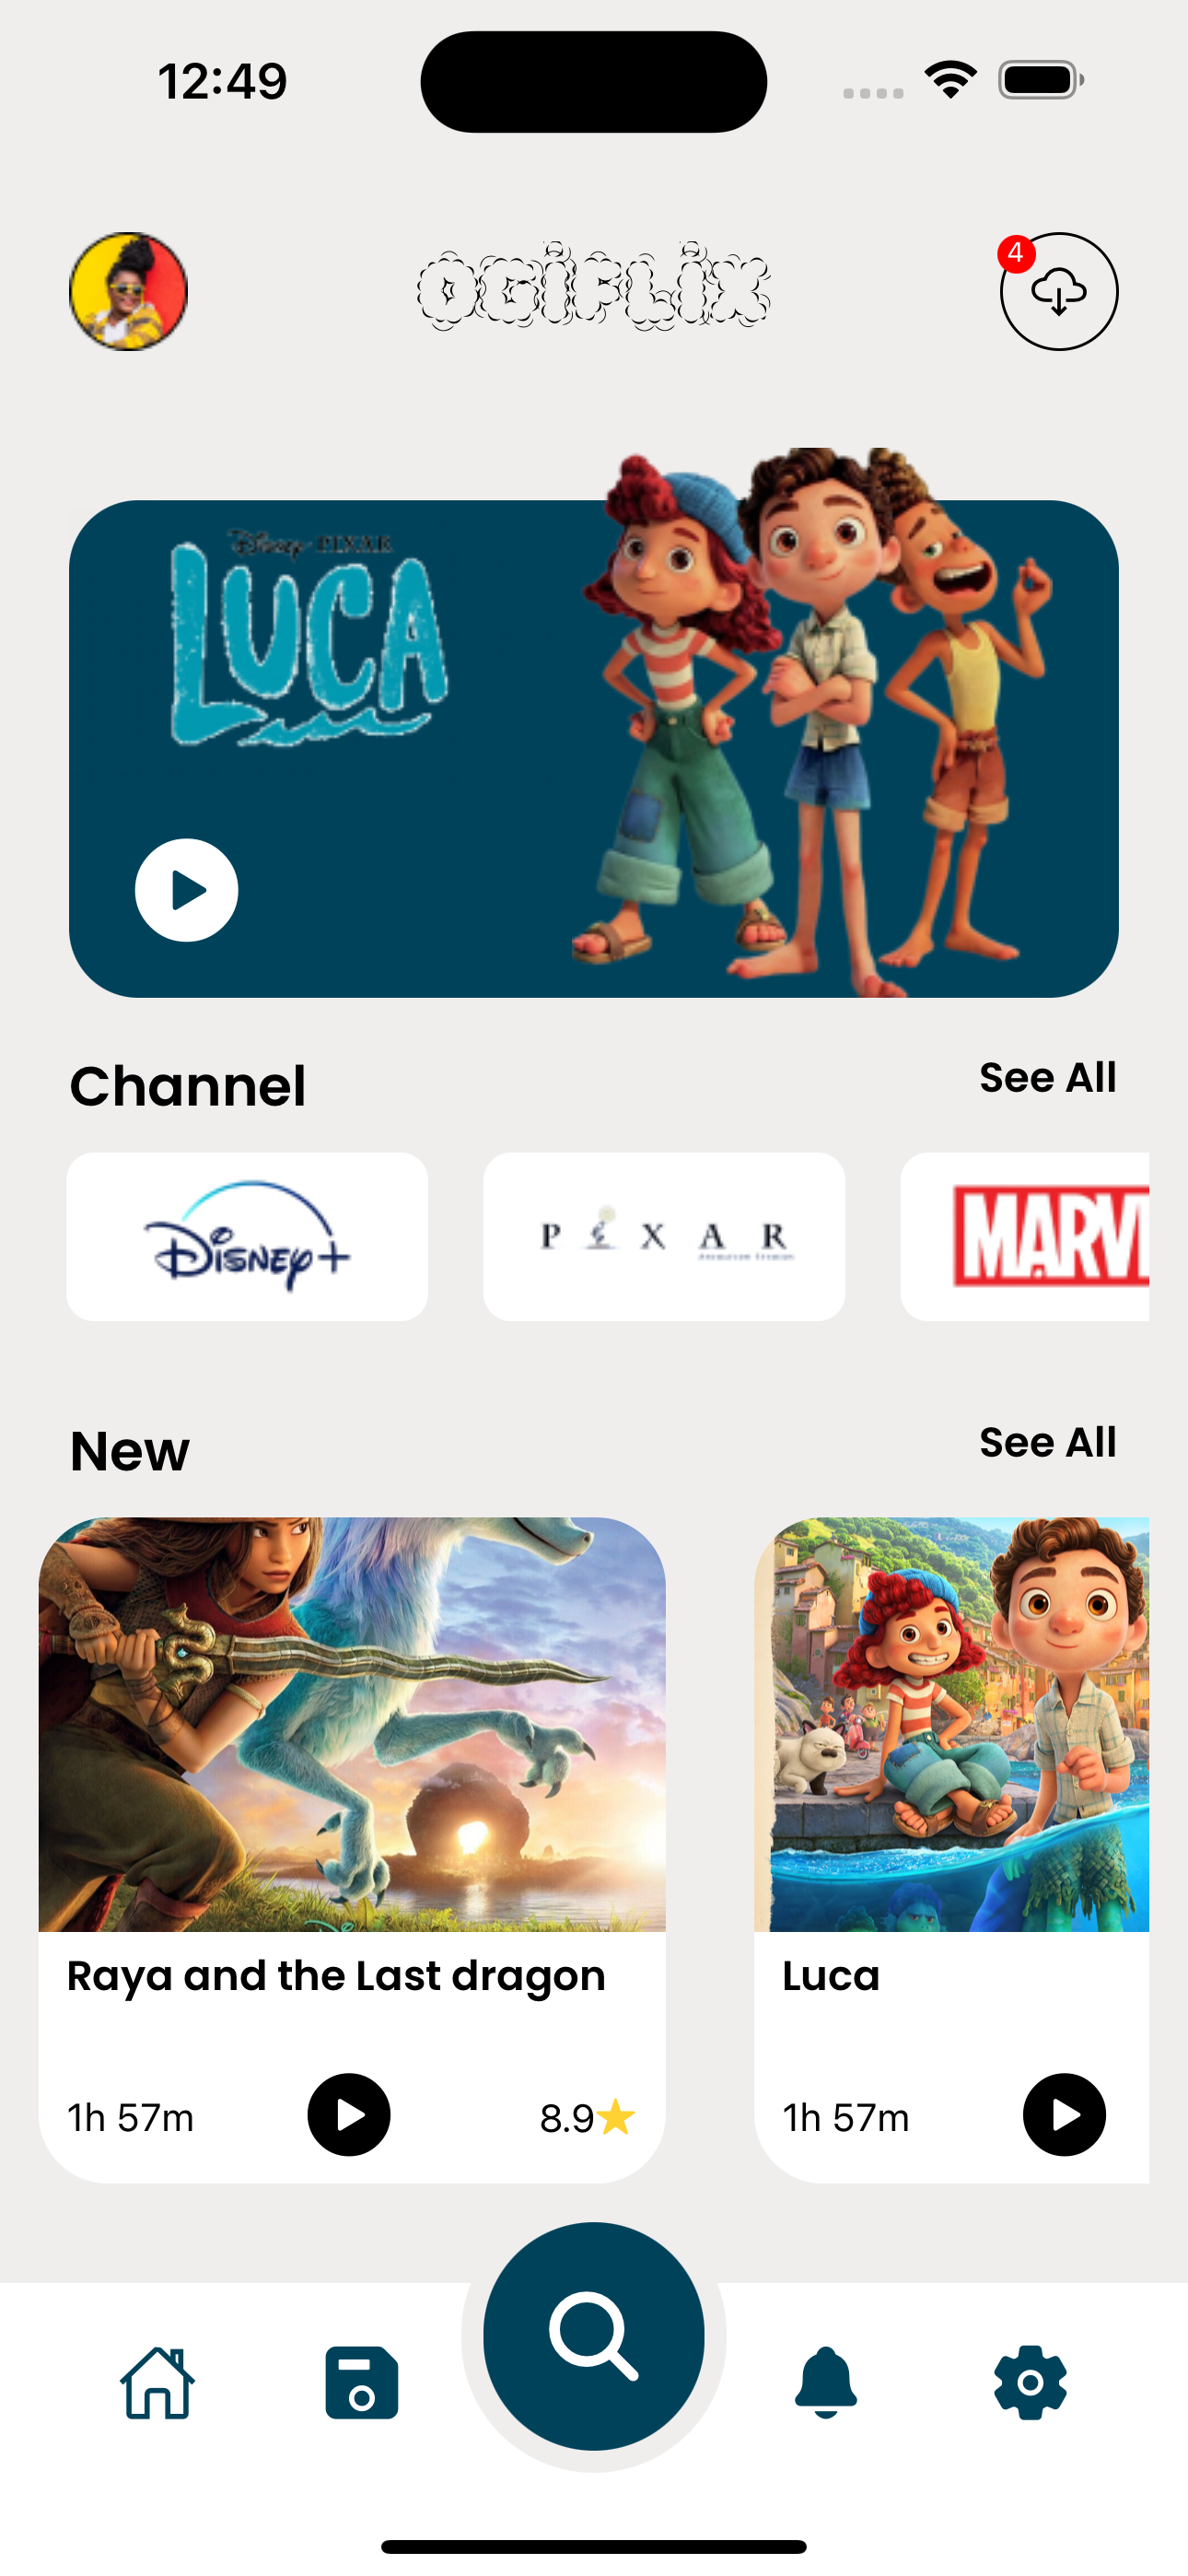 12:49
OGIFLIX
4
Disney PIXAR
LUCA
Channel
See All
Disney+
PIXAR
MARV
New
See All
Raya and the Last dragon
Luca
1h 57m
8.9
1h 57m